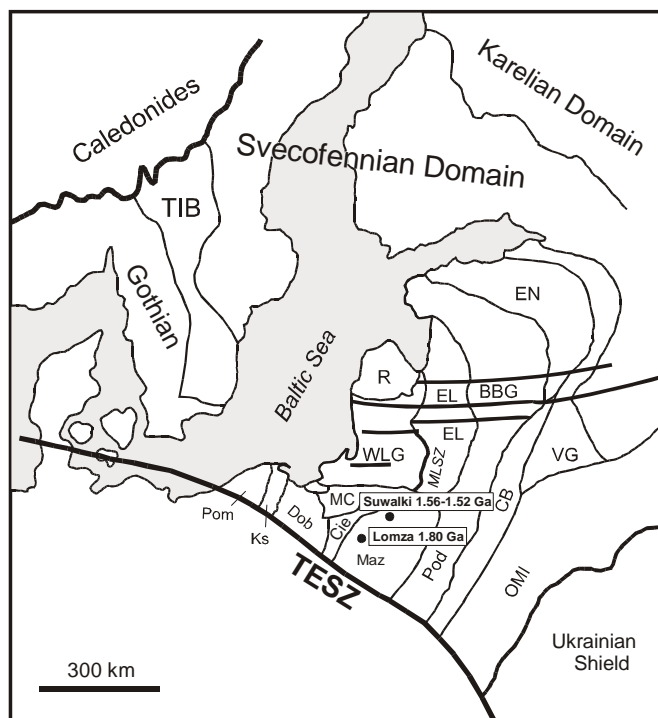 Karelian Domain
Caledonides
Svecofennian Domain
TIB
Gothian
EN
Baltic Sea
R
EL
BBG
EL
WLG
MLSZ
VG
CB
MC
Suwalki 1.56-1.52 Ga
Pom
Ks
Dob
Cie
Lomza 1.80 Ga
Maz
Pod
TESZ
OMI
Ukrainian
Shield
300 km